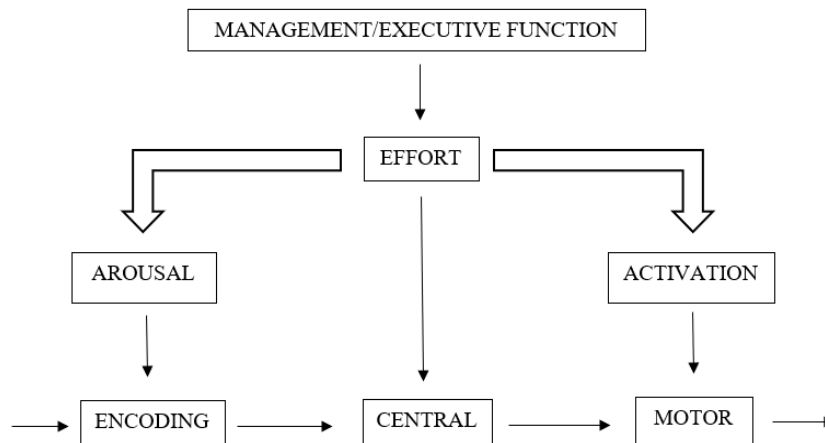 MANAGEMENT/EXECUTIVE FUNCTION
EFFORT
AROUSAL
ACTIVATION
ENCODING
CENTRAL
MOTOR